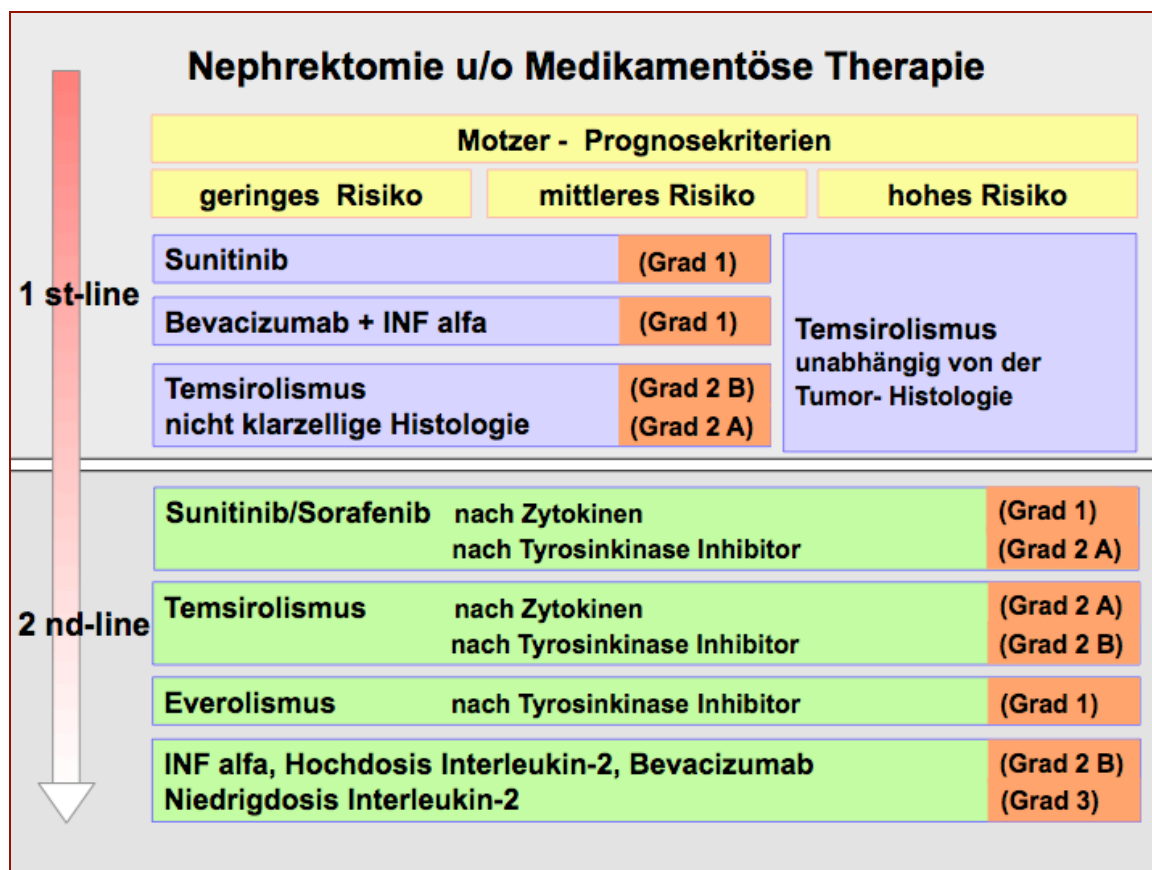 Nephrektomie u/o Medikamentöse Therapie
Motzer - Prognosekriterien
geringes Risiko
mittleres Risiko
hohes Risiko
1 st-line
Sunitinib (Grad 1)
Bevacizumab + INF alfa (Grad 1)
Temsirolismus (Grad 2 B)
nicht klarzellige Histologie (Grad 2 A)
Temsirolismus
unabhängig von der
Tumor- Histologie
2 nd-line
Sunitinib/Sorafenib nach Zytokinen (Grad 1)
nach Tyrosinkinase Inhibitor (Grad 2 A)
Temsirolismus nach Zytokinen (Grad 2 A)
nach Tyrosinkinase Inhibitor (Grad 2 B)
Everolismus nach Tyrosinkinase Inhibitor (Grad 1)
INF alfa, Hochdosis Interleukin-2, Bevacizumab (Grad 2 B)
Niedrigdosis Interleukin-2 (Grad 3)